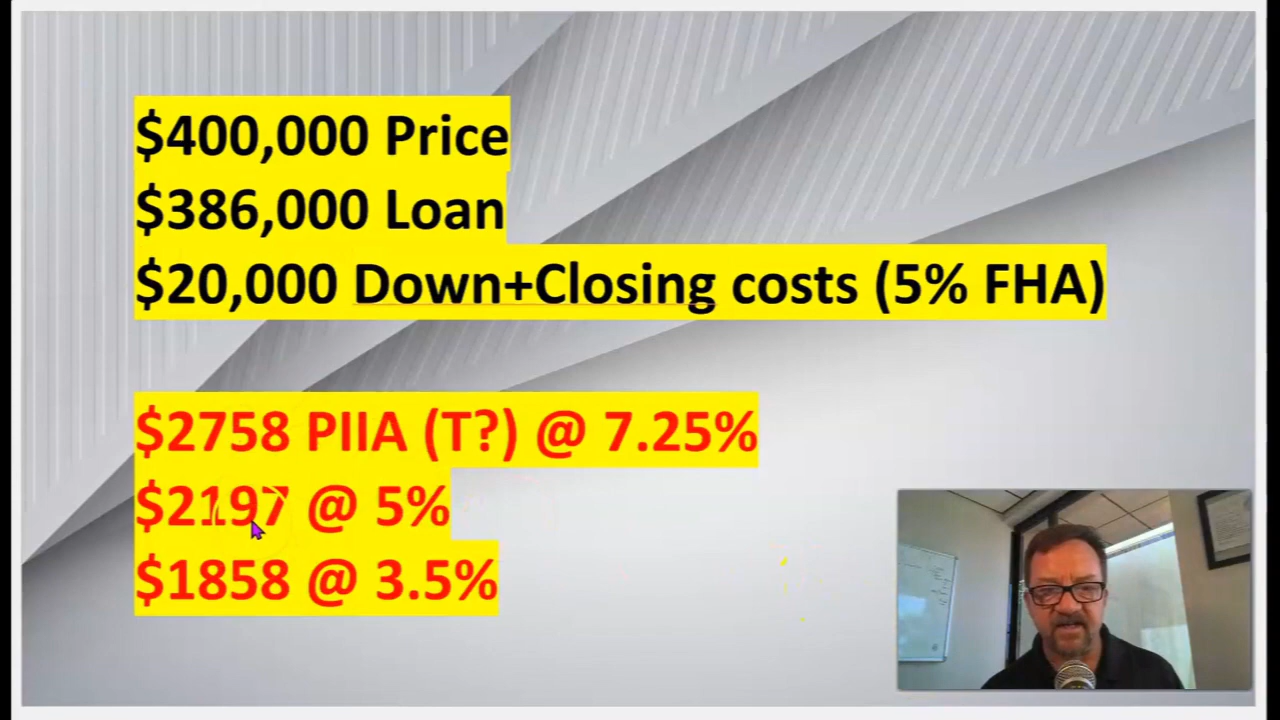 $400,000 Price
$386,000 Loan
$20,000 Down+Closing costs (5% FHA)
$2758 PIIA (T?) @ 7.25%
$2197 @ 5%
$1858 @ 3.5%